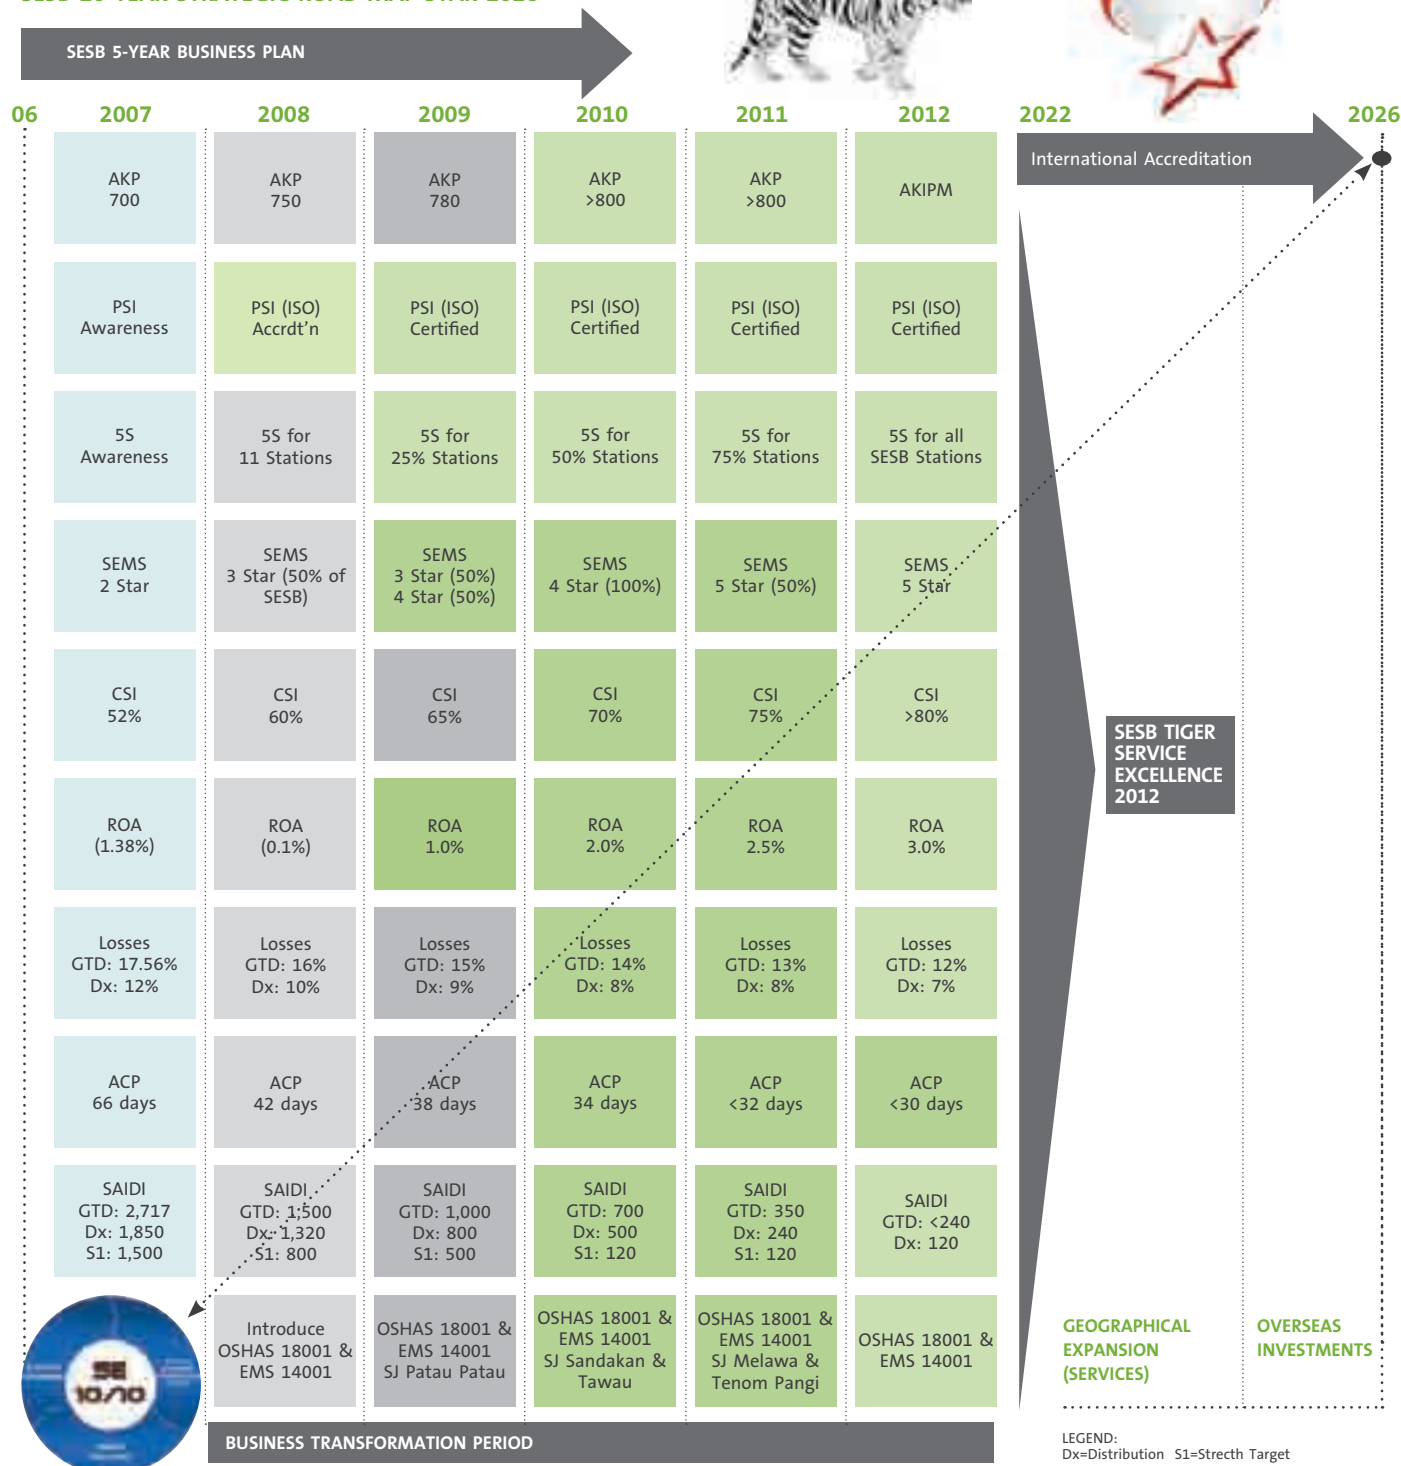 SESB 5-YEAR BUSINESS PLAN
06 2007 2008 2009 2010 2011 2012 2022 2026
International Accreditation
AKP
700
AKP
750
AKP
780
AKP
>800
AKP
>800
AKIPM
PSI
Awareness
PSI (ISO)
Accrdt'n
PSI (ISO)
Certified
PSI (ISO)
Certified
PSI (ISO)
Certified
PSI (ISO)
Certified
5S
Awareness
5S for
11 Stations
5S for
25% Stations
5S for
50% Stations
5S for
75% Stations
5S for all
SESB Stations
SEMS
2 Star
SEMS
3 Star (50% of
SESB)
SEMS
3 Star (50%)
4 Star (50%)
SEMS
4 Star (100%)
SEMS
5 Star (50%)
SEMS
5 Star
CSI
52%
CSI
60%
CSI
65%
CSI
70%
CSI
75%
CSI
>80%
SESB TIGER
SERVICE
EXCELLENCE
2012
ROA
(1.38%)
ROA
(0.1%)
ROA
1.0%
ROA
2.0%
ROA
2.5%
ROA
3.0%
Losses
GTD: 17.56%
Dx: 12%
Losses
GTD: 16%
Dx: 10%
Losses
GTD: 15%
Dx: 9%
Losses
GTD: 14%
Dx: 8%
Losses
GTD: 13%
Dx: 8%
Losses
GTD: 12%
Dx: 7%
ACP
66 days
ACP
42 days
ACP
38 days
ACP
34 days
ACP
<32 days
ACP
<30 days
SAIDI
GTD: 2,717
Dx: 1,850
S1: 1,500
SAIDI
GTD: 1,500
Dx: 1,320
S1: 800
SAIDI
GTD: 1,000
Dx: 800
S1: 500
SAIDI
GTD: 700
Dx: 500
S1: 120
SAIDI
GTD: 350
Dx: 240
S1: 120
SAIDI
GTD: <240
Dx: 120
SE
10/10
Introduce
OSHAS 18001 &
EMS 14001
OSHAS 18001 &
EMS 14001
SJ Patau Patau
OSHAS 18001 &
EMS 14001
SJ Sandakan &
Tawau
OSHAS 18001 &
EMS 14001
SJ Melawa &
Tenom Pangi
OSHAS 18001 &
EMS 14001
GEOGRAPHICAL
EXPANSION
(SERVICES)
OVERSEAS
INVESTMENTS
BUSINESS TRANSFORMATION PERIOD
LEGEND:
Dx=Distribution S1=Strecth Target